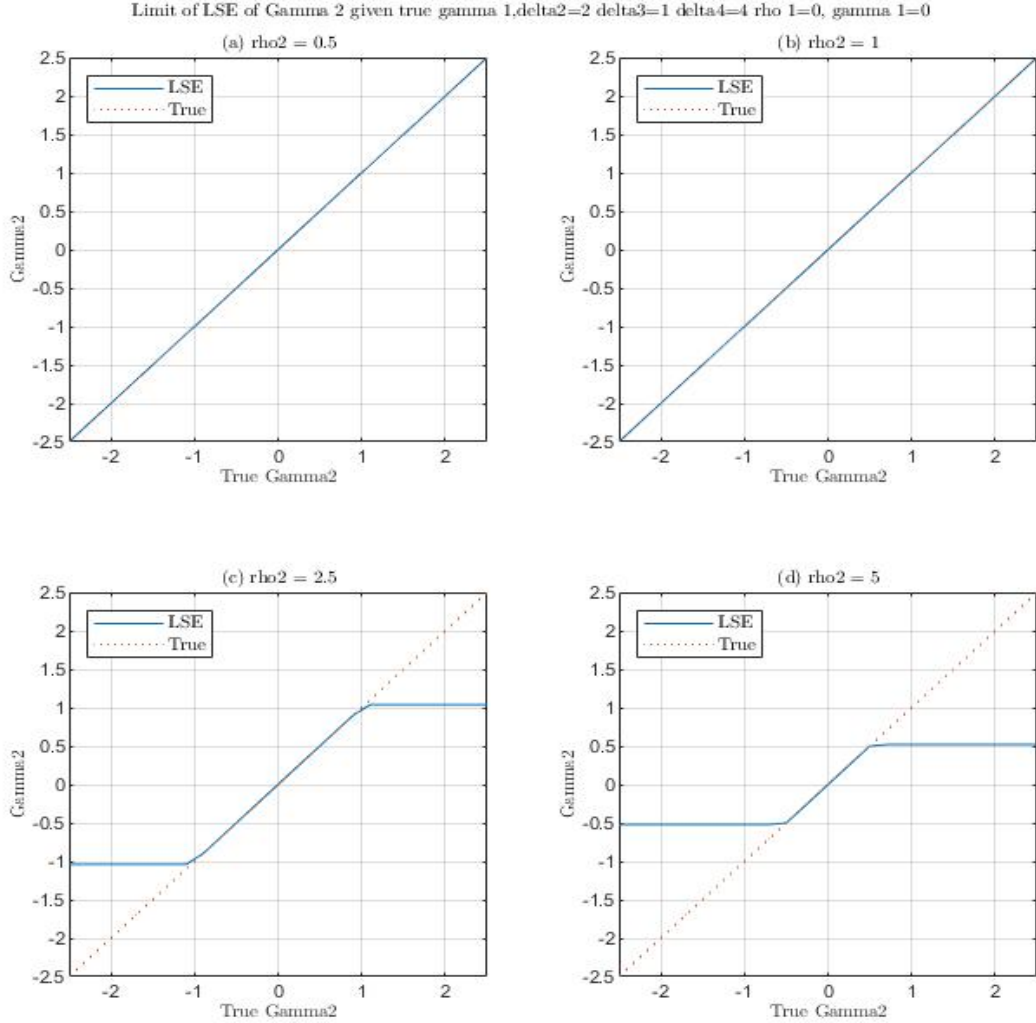 Limit of LSE of Gamma 2 given true gamma 1,delta2=2 delta3=1 delta4=4 rho 1=0, gamma 1=0
(a) rho2 = 0.5
LSE
True
2.5
2
1.5
1
0.5
0
-0.5
-1
-1.5
-2
-2.5
Gamma2
-2 -1 0 1 2
True Gamma2
(b) rho2 = 1
LSE
True
2.5
2
1.5
1
0.5
0
-0.5
-1
-1.5
-2
-2.5
Gamma2
-2 -1 0 1 2
True Gamma2
(c) rho2 = 2.5
LSE
True
2.5
2
1.5
1
0.5
0
-0.5
-1
-1.5
-2
-2.5
Gamma2
-2 -1 0 1 2
True Gamma2
(d) rho2 = 5
LSE
True
2.5
2
1.5
1
0.5
0
-0.5
-1
-1.5
-2
-2.5
Gamma2
-2 -1 0 1 2
True Gamma2